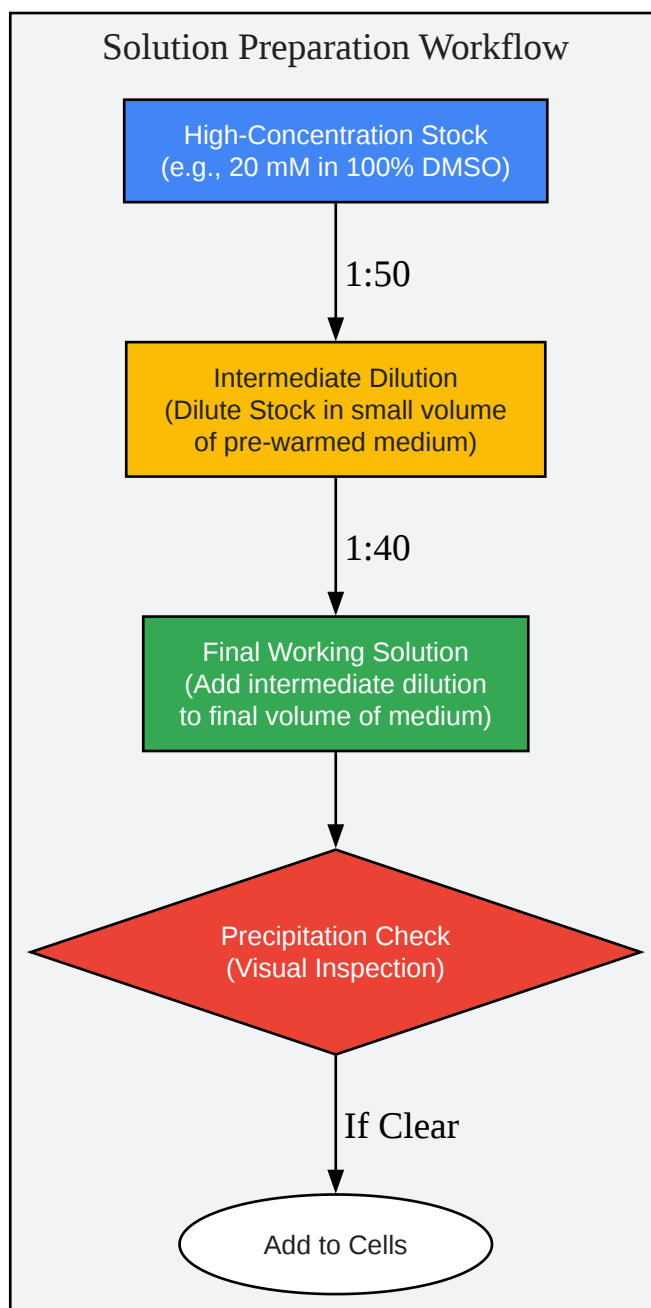 Solution Preparation Workflow
High-Concentration Stock
(e.g., 20 mM in 100% DMSO)
1:50
Intermediate Dilution
(Dilute Stock in small volume
of pre-warmed medium)
1:40
Final Working Solution
(Add intermediate dilution
to final volume of medium)
Precipitation Check
(Visual Inspection)
If Clear
Add to Cells